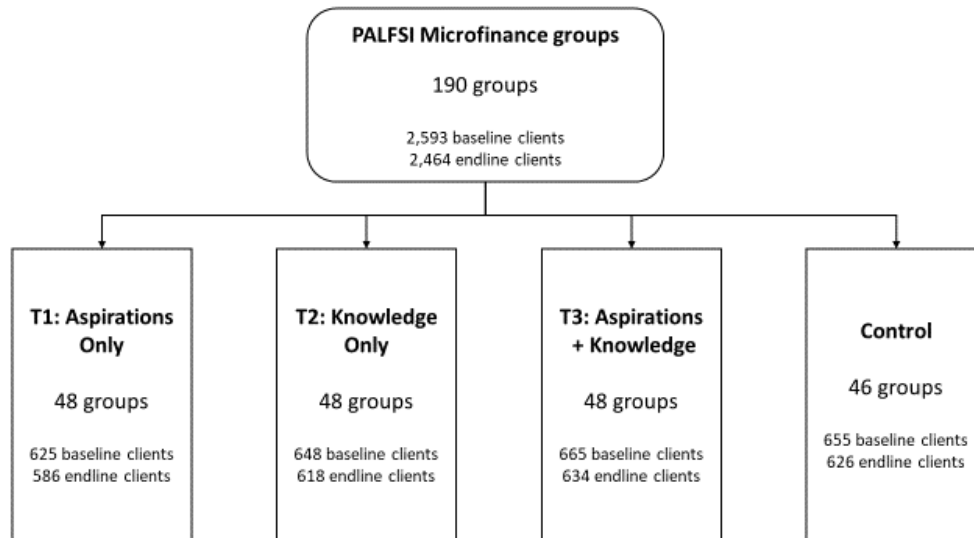 PALFSI Microfinance groups
190 groups
2,593 baseline clients
2,464 endline clients
T1: Aspirations
Only
48 groups
625 baseline clients
586 endline clients
T2: Knowledge
Only
48 groups
648 baseline clients
618 endline clients
T3: Aspirations
+ Knowledge
48 groups
665 baseline clients
634 endline clients
Control
46 groups
655 baseline clients
626 endline clients